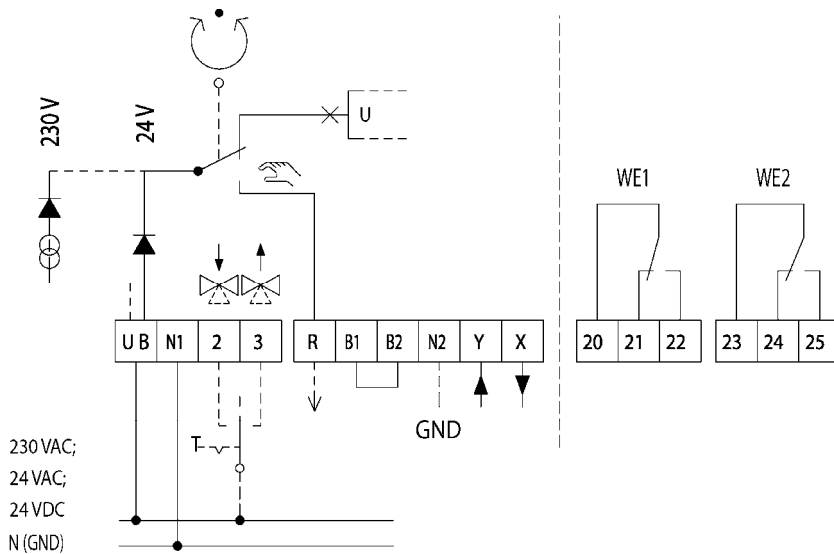 230 V
24 V
U
WE1
WE2
U B
N1
2
3
R
B1
B2
N2
Y
X
20
21
22
23
24
25
GND
T
230 VAC;
24 VAC;
24 VDC
N (GND)